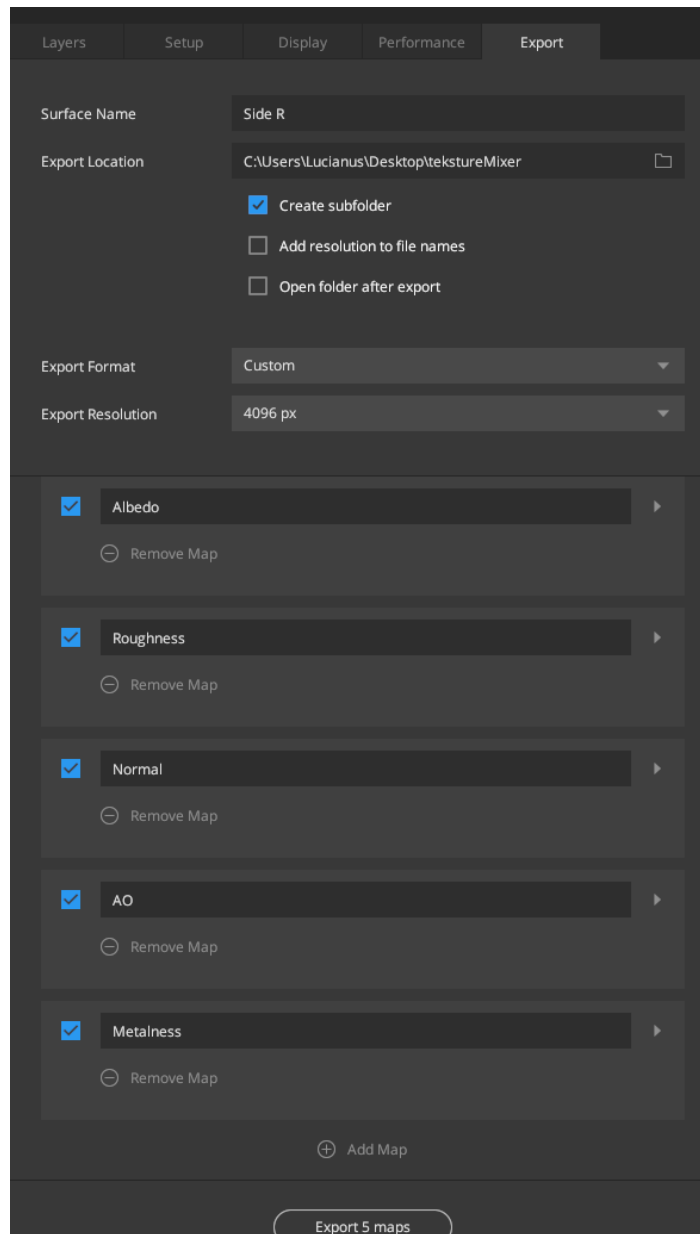 Layers Setup Display Performance Export
Surface Name Side R
Export Location C:\Users\Lucianus\Desktop\tekstureMixer
Create subfolder
Add resolution to file names
Open folder after export
Export Format Custom
Export Resolution 4096 px
Albedo
Remove Map
Roughness
Remove Map
Normal
Remove Map
AO
Remove Map
Metalness
Remove Map
Add Map
Export 5 maps